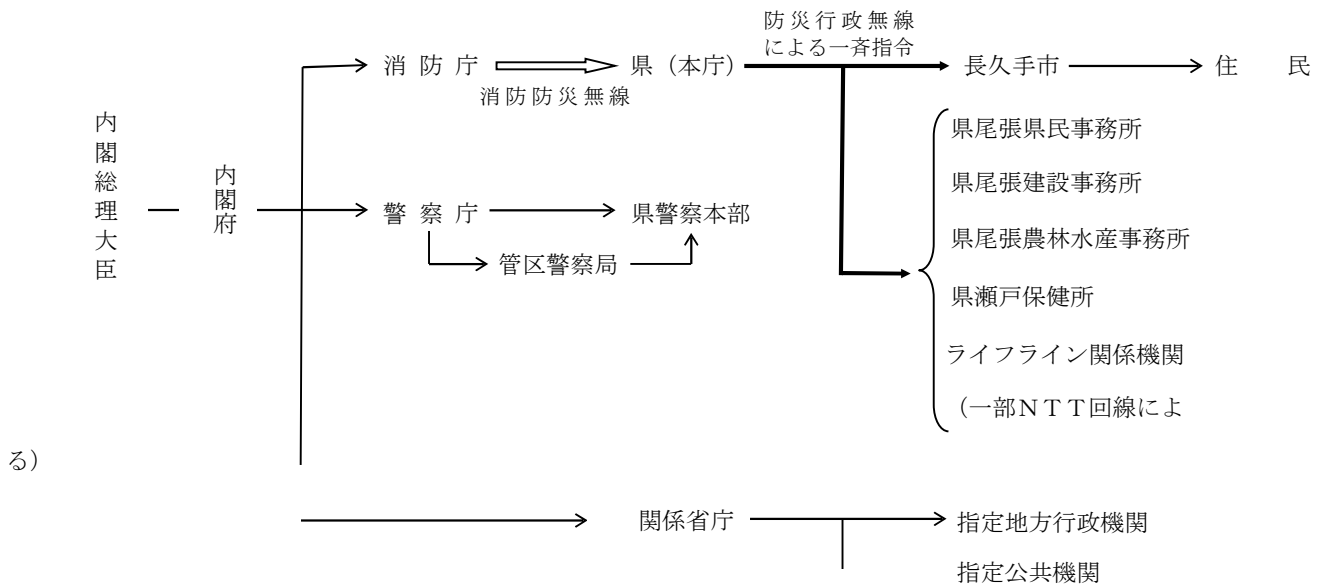 防災行政無線
による一斉指令
消防庁
県（本庁）
長久手市
住　民
消防防災無線
内閣総理大臣
内閣府
県尾張県民事務所
県尾張建設事務所
警察庁
県警察本部
県尾張農林水産事務所
管区警察局
県瀬戸保健所
ライフライン関係機関
（一部ＮＴＴ回線によ
る）
関係省庁
指定地方行政機関
指定公共機関